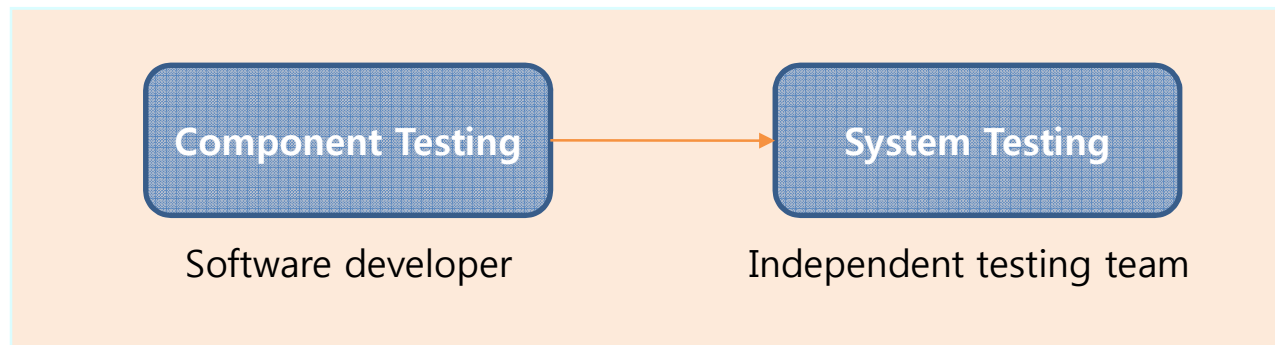 Component Testing
System Testing
Software developer
Independent testing team